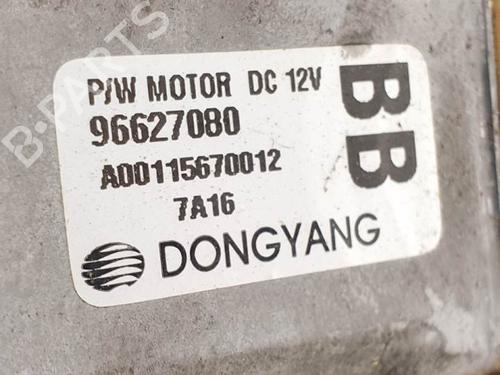 P/W MOTOR DC 12V
96627080
A00115670012
7A16
DONGYANG
BB
B-PARTS